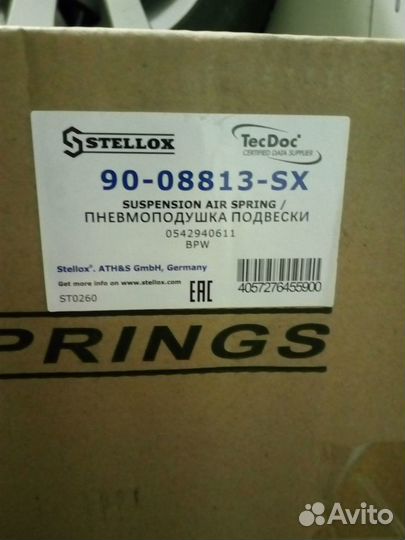 STELLOX
TecDoc
CERTIFIED DATA SUPPLIER
90-08813-SX
SUSPENSION AIR SPRING /
ПНЕВМОПОДУШКА ПОДВЕСКИ
0542940611
BPW
Stellox®. ATH&S GmbH, Germany
Get more info on www.stellox.com
ST0260
EAC
4057276455900
PRINGS
Avito